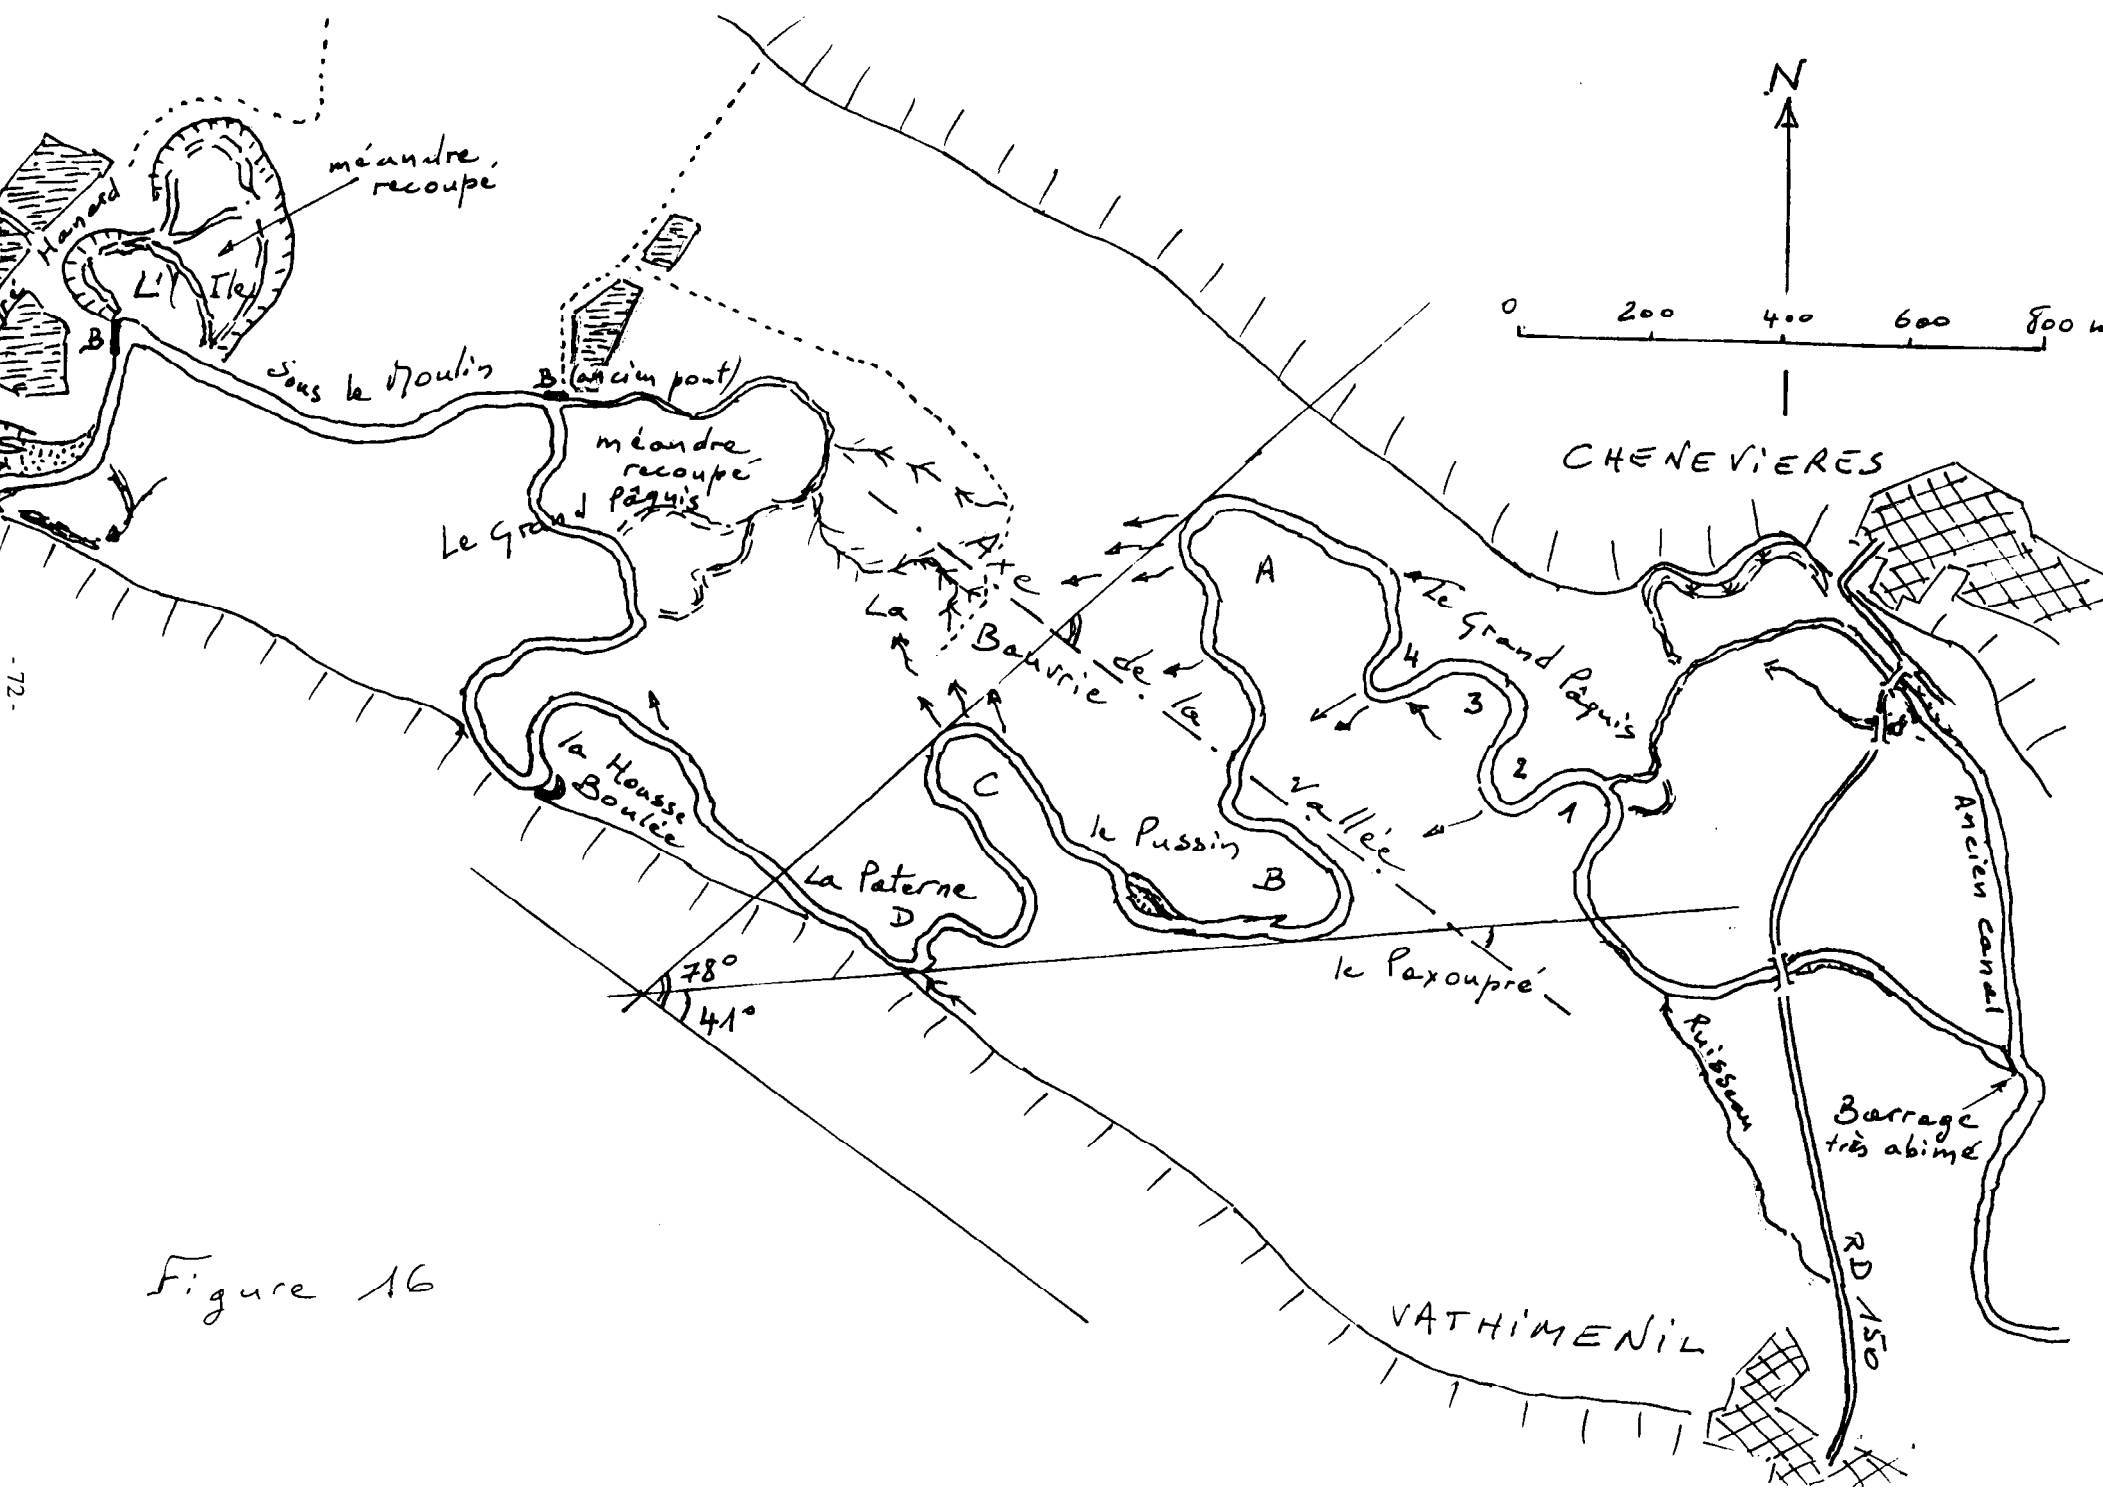 N
méandre
recoupé
Hanard
L'Ile
0 200 400 600 800 m
B
Sous le Moulin
B (ancien pont)
CHENEVIERES
méandre
recoupé
Le Grand Pâquis
A
Axe de la Vallée
La Bouvrie
Le Grand Pâquis
4
3
2
1
-72-
la Housse
Boulée
C
le Pussin
B
La Paterne
D
Ancien canal
78°
41°
le Paxoupré
Ruisseau
Barrage
très abimé
RD 150
Figure 16
VATHIMENIL